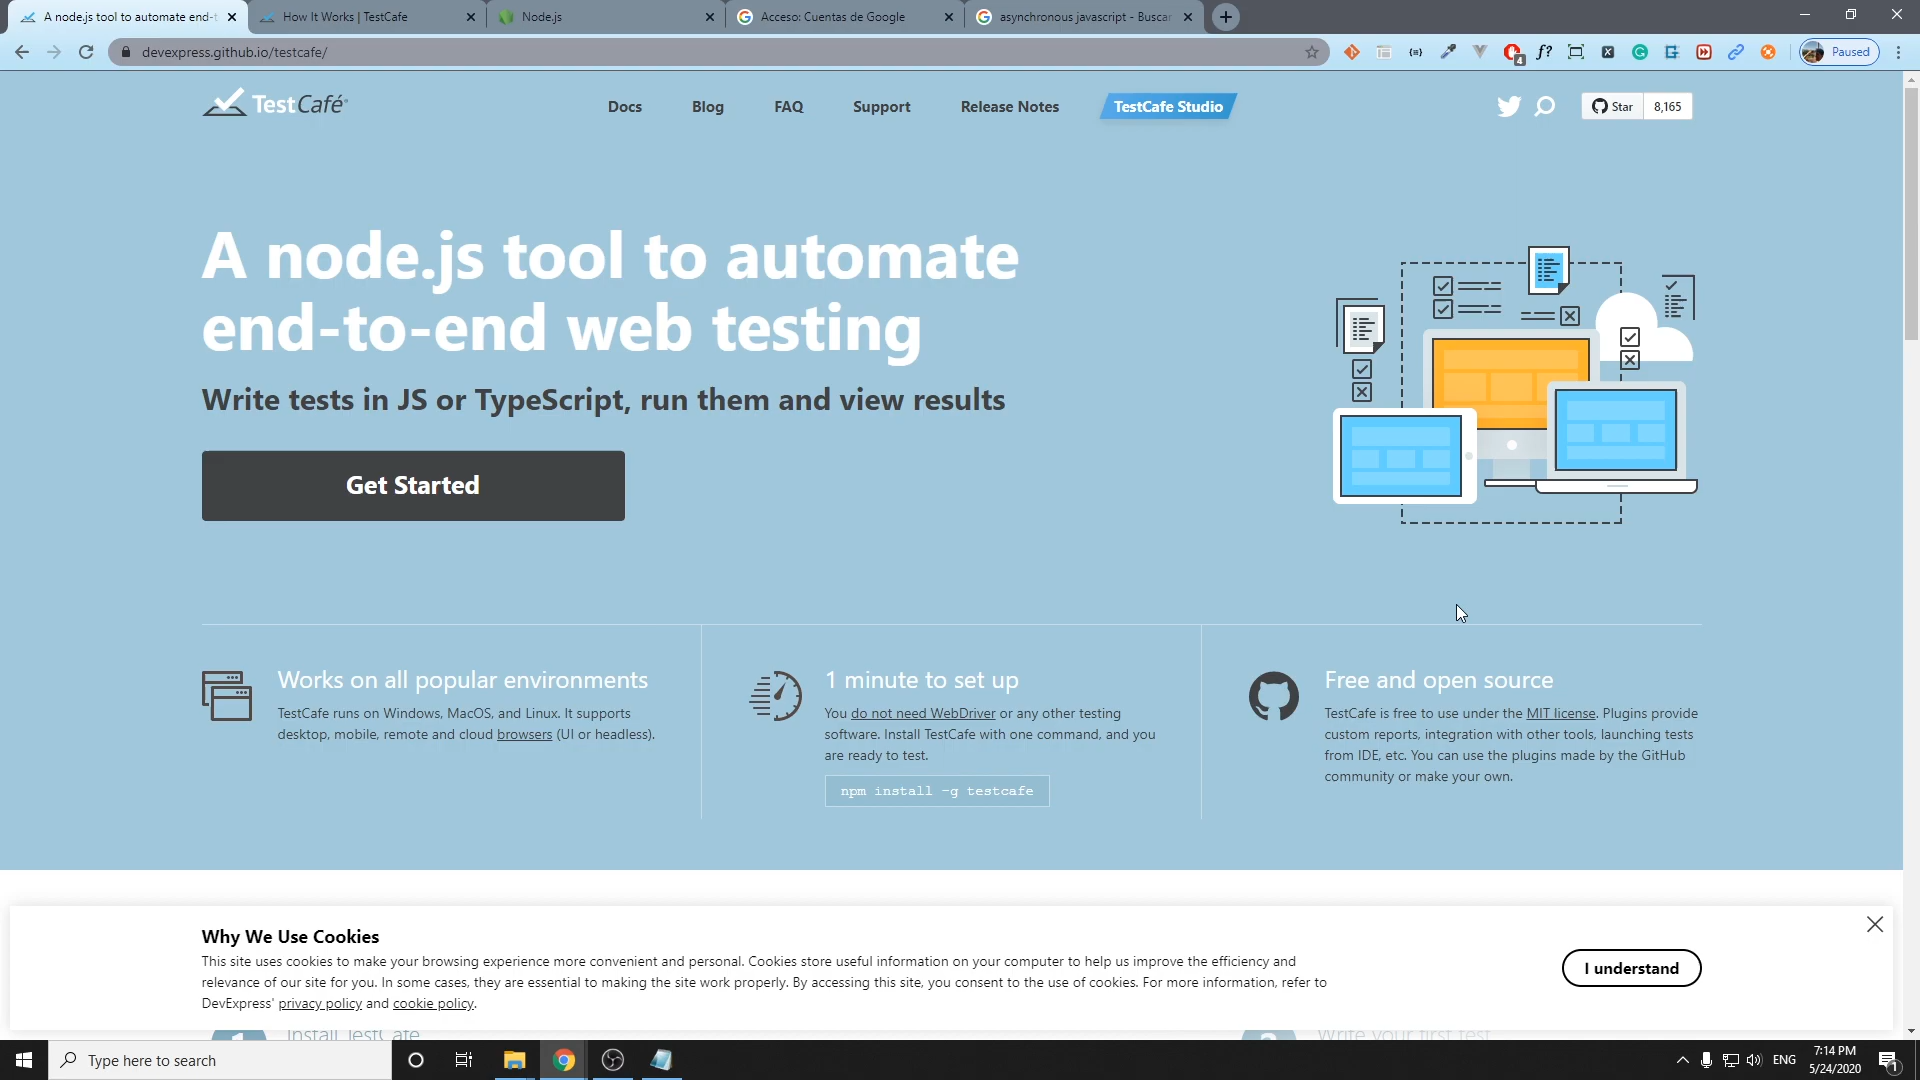 A node.js tool to automate end-t
How It Works | TestCafe
Node.js
Acceso: Cuentas de Google
asynchronous javascript - Buscar
devexpress.github.io/testcafe/
4
f?
Paused
TestCafé
Docs
Blog
FAQ
Support
Release Notes
TestCafe Studio
Star
8,165
A node.js tool to automate
end-to-end web testing
Write tests in JS or TypeScript, run them and view results
Get Started
Works on all popular environments
TestCafe runs on Windows, MacOS, and Linux. It supports
desktop, mobile, remote and cloud browsers (UI or headless).
1 minute to set up
You do not need WebDriver or any other testing
software. Install TestCafe with one command, and you
are ready to test.
npm install -g testcafe
Free and open source
TestCafe is free to use under the MIT license. Plugins provide
custom reports, integration with other tools, launching tests
from IDE, etc. You can use the plugins made by the GitHub
community or make your own.
Why We Use Cookies
This site uses cookies to make your browsing experience more convenient and personal. Cookies store useful information on your computer to help us improve the efficiency and
relevance of our site for you. In some cases, they are essential to making the site work properly. By accessing this site, you consent to the use of cookies. For more information, refer to
DevExpress' privacy policy and cookie policy.
I understand
Install TestCafe
Write your first test
Type here to search
ENG
7:14 PM
5/24/2020
1